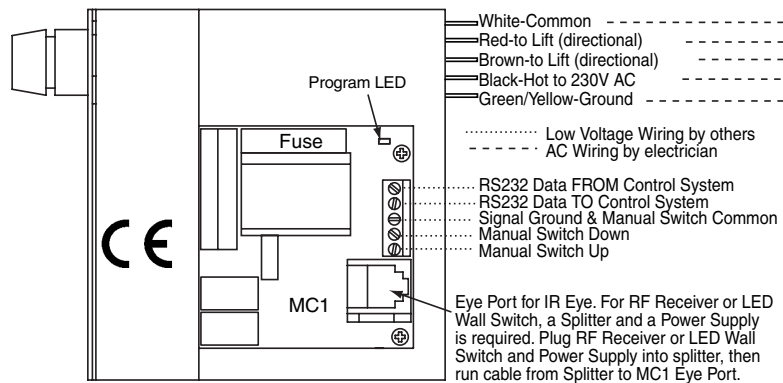 White-Common
Red-to Lift (directional)
Brown-to Lift (directional)
Black-Hot to 230V AC
Green/Yellow-Ground
Program LED
Fuse
Low Voltage Wiring by others
AC Wiring by electrician
RS232 Data FROM Control System
RS232 Data TO Control System
Signal Ground & Manual Switch Common
Manual Switch Down
Manual Switch Up
CE
MC1
Eye Port for IR Eye. For RF Receiver or LED
Wall Switch, a Splitter and a Power Supply
is required. Plug RF Receiver or LED Wall
Switch and Power Supply into splitter, then
run cable from Splitter to MC1 Eye Port.